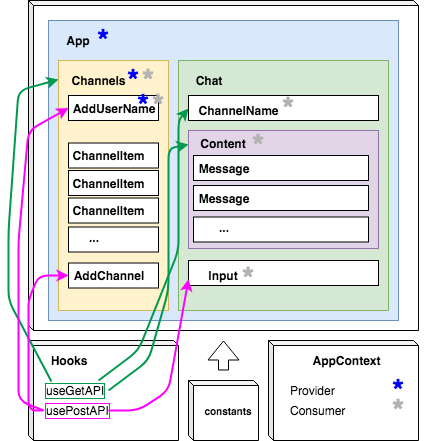 App *
Channels * *
AddUserName * *
ChannelItem
ChannelItem
ChannelItem
...
AddChannel
Chat
ChannelName *
Content *
Message
Message
...
Input *
Hooks
useGetAPI
usePostAPI
constants
AppContext
Provider *
Consumer *